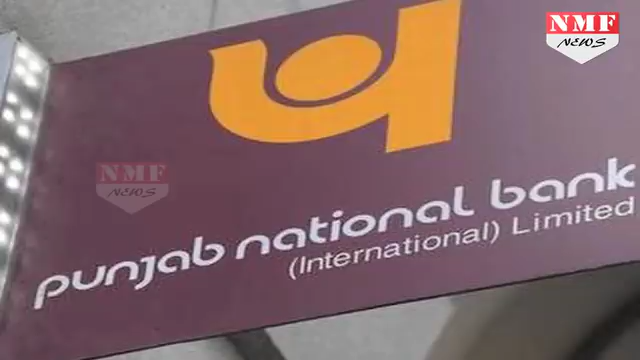 NMF
NEWS
NMF
NEWS
punjab national bank
(International) Limited